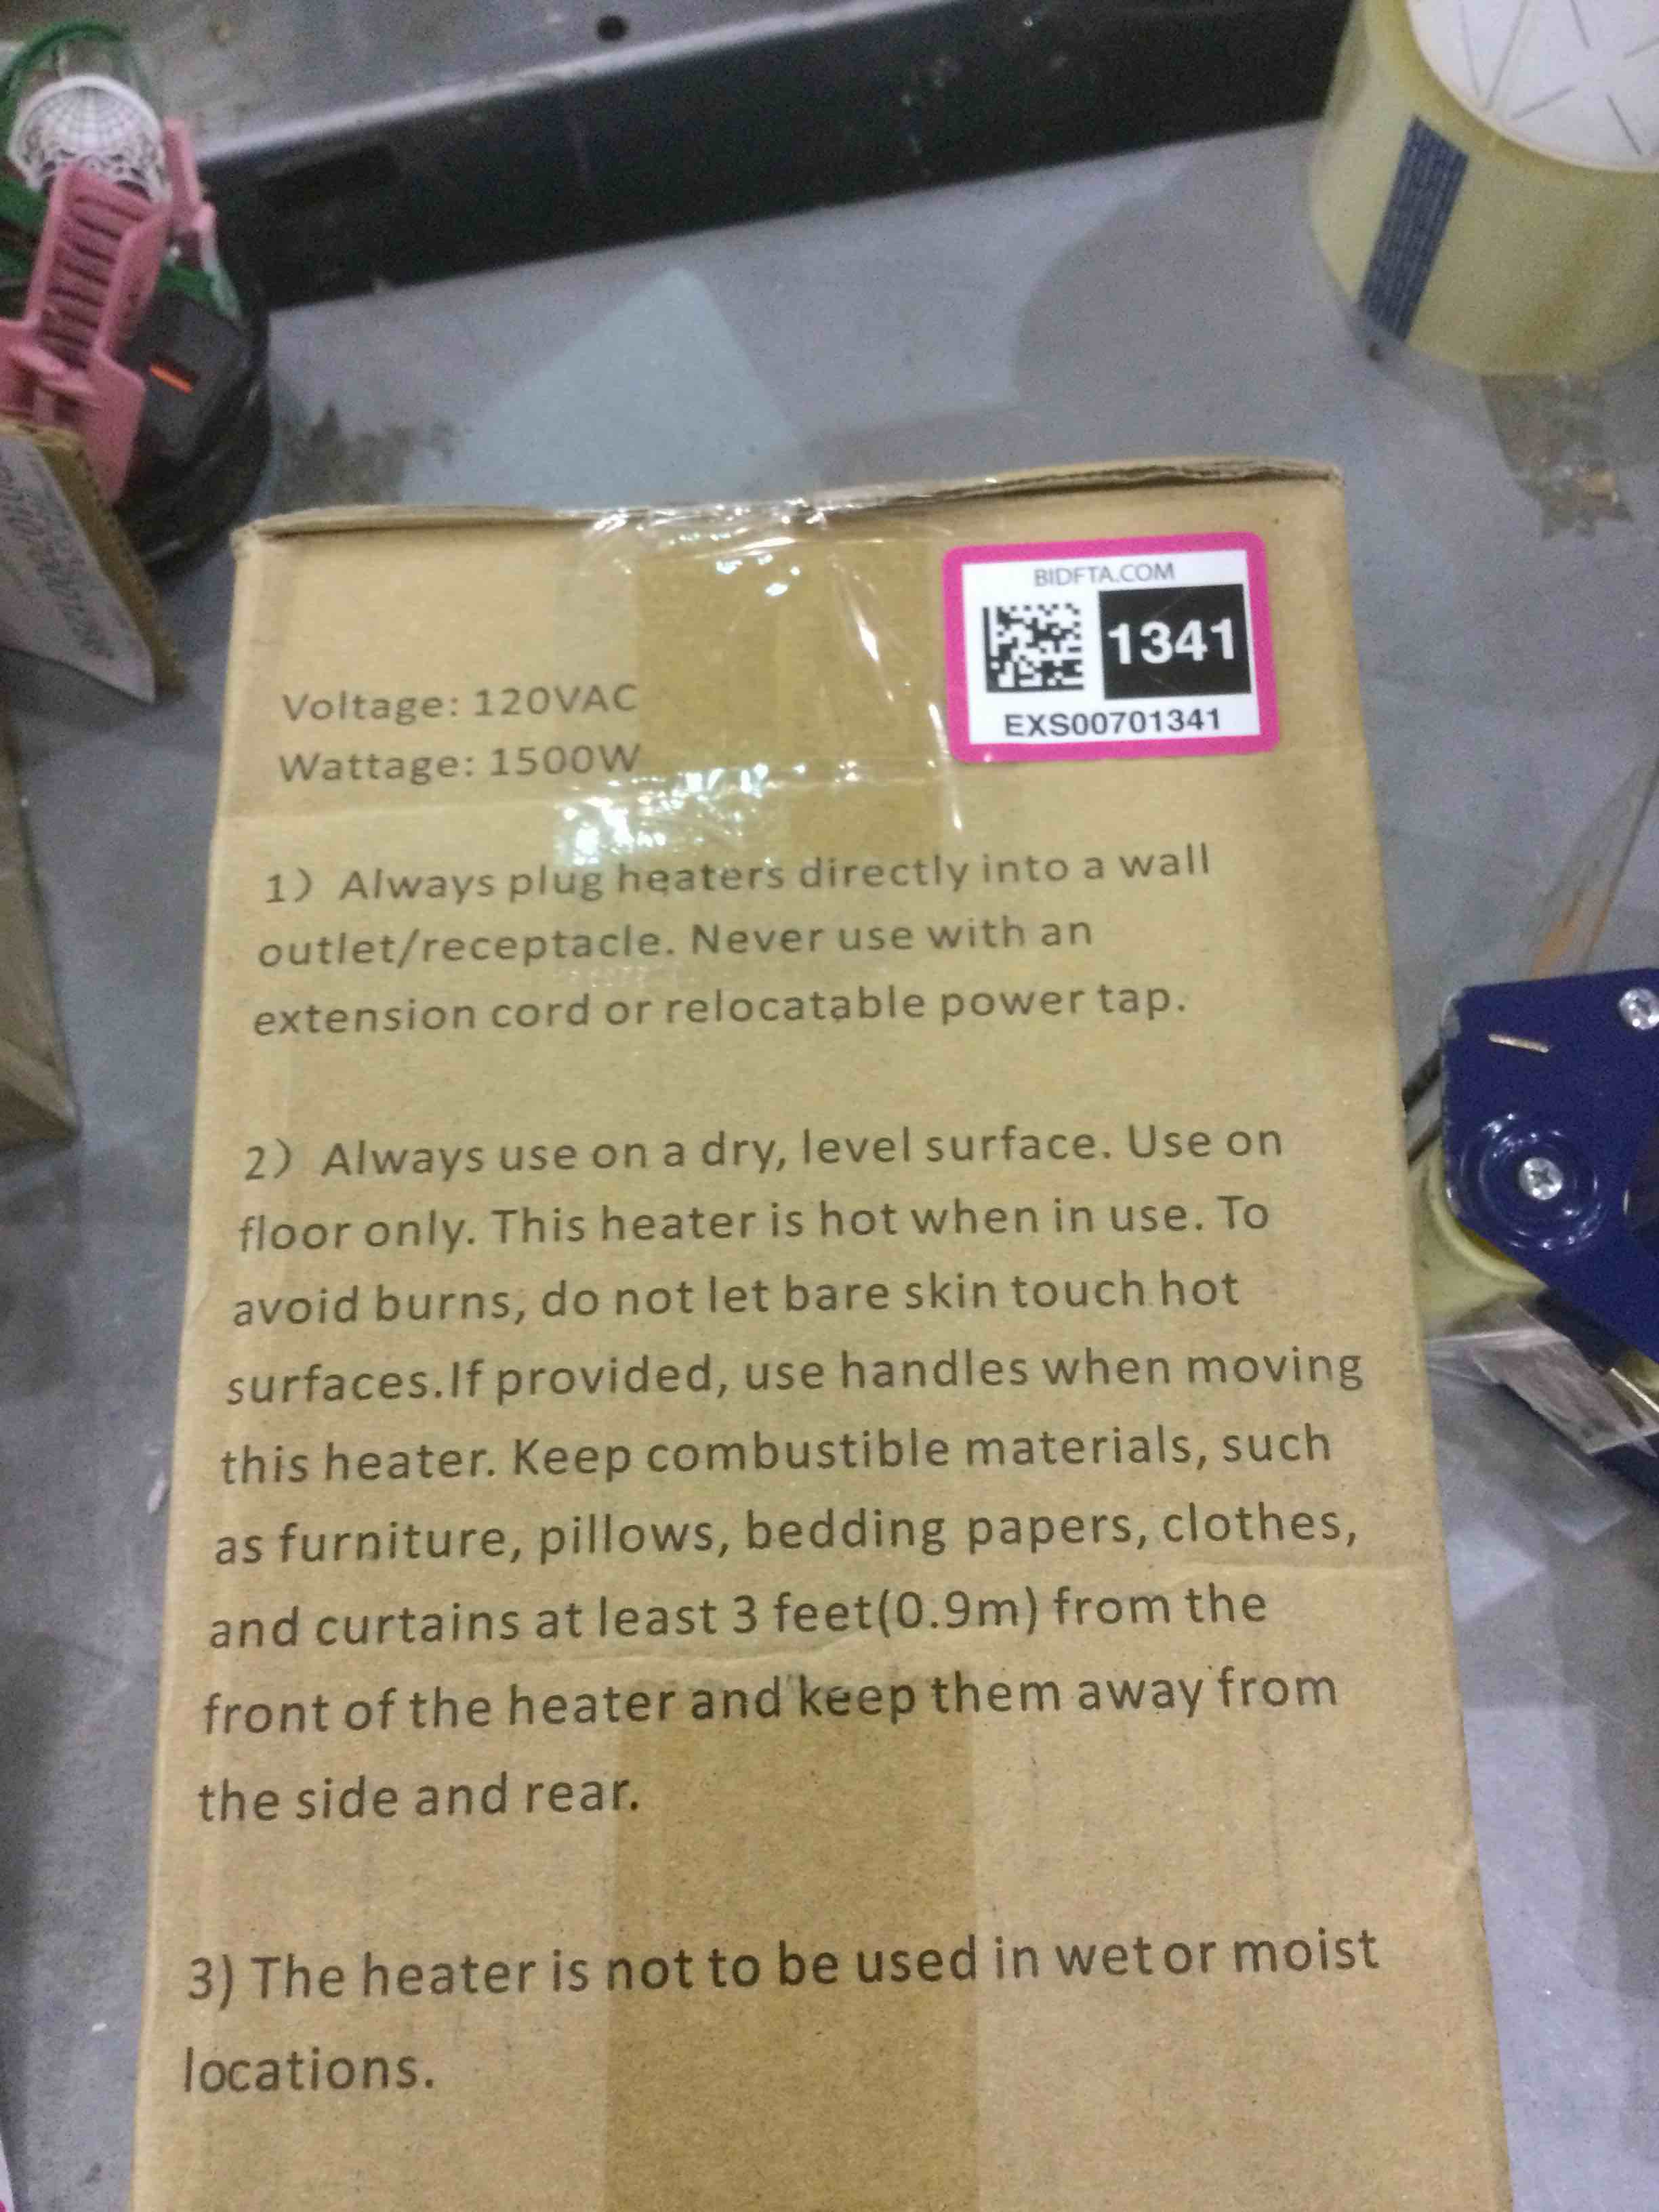 BIDFTA.COM
1341
EXS00701341
Voltage: 120VAC
Wattage: 1500W
1) Always plug heaters directly into a wall
outlet/receptacle. Never use with an
extension cord or relocatable power tap.
2) Always use on a dry, level surface. Use on
floor only. This heater is hot when in use. To
avoid burns, do not let bare skin touch hot
surfaces.If provided, use handles when moving
this heater. Keep combustible materials, such
as furniture, pillows, bedding papers, clothes,
and curtains at least 3 feet(0.9m) from the
front of the heater and keep them away from
the side and rear.
3) The heater is not to be used in wet or moist
locations.